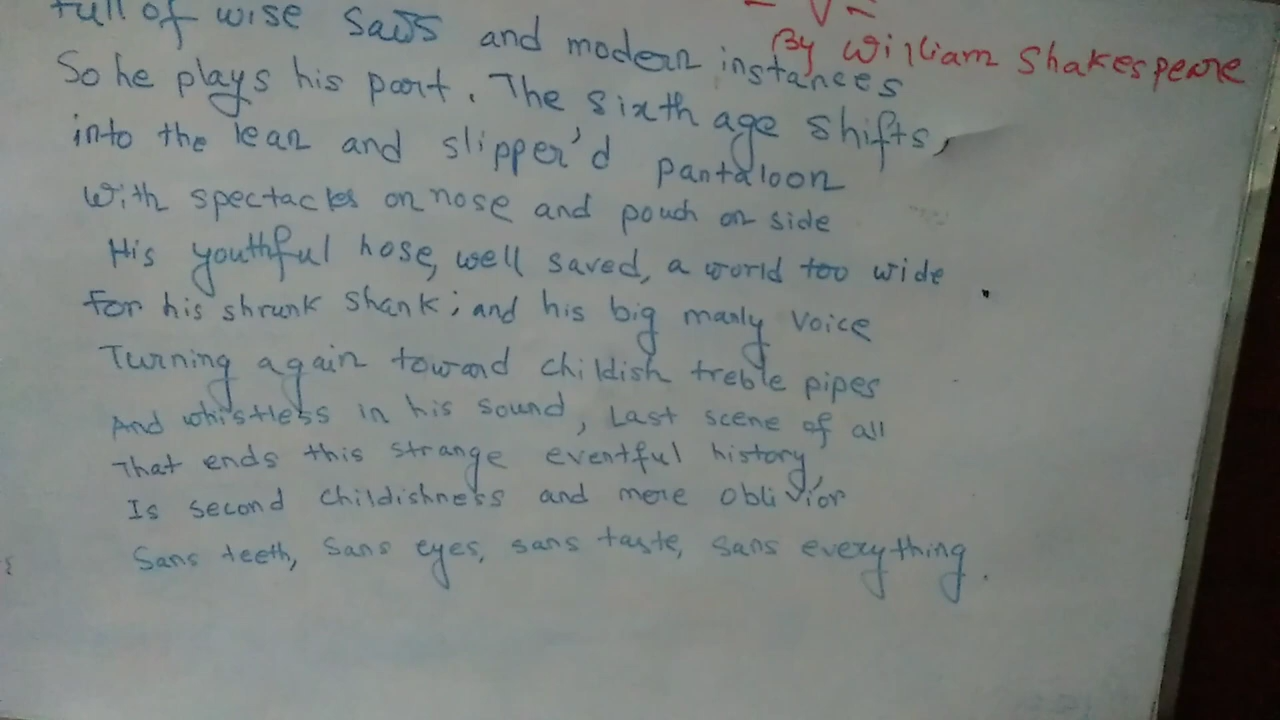 full of wise saws and modern instances
By William Shakespeare
So he plays his part. The sixth age shifts,
into the lean and slipper'd pantaloon
With spectacles on nose and pouch on side
His youthful hose, well saved, a world too wide
For his shrunk shank; and his big manly voice
Turning again toward childish treble pipes
And whistless in his sound, Last scene of all
That ends this strange eventful history,
Is second childishness and mere oblivion
Sans teeth, Sans eyes, sans taste, sans everything.